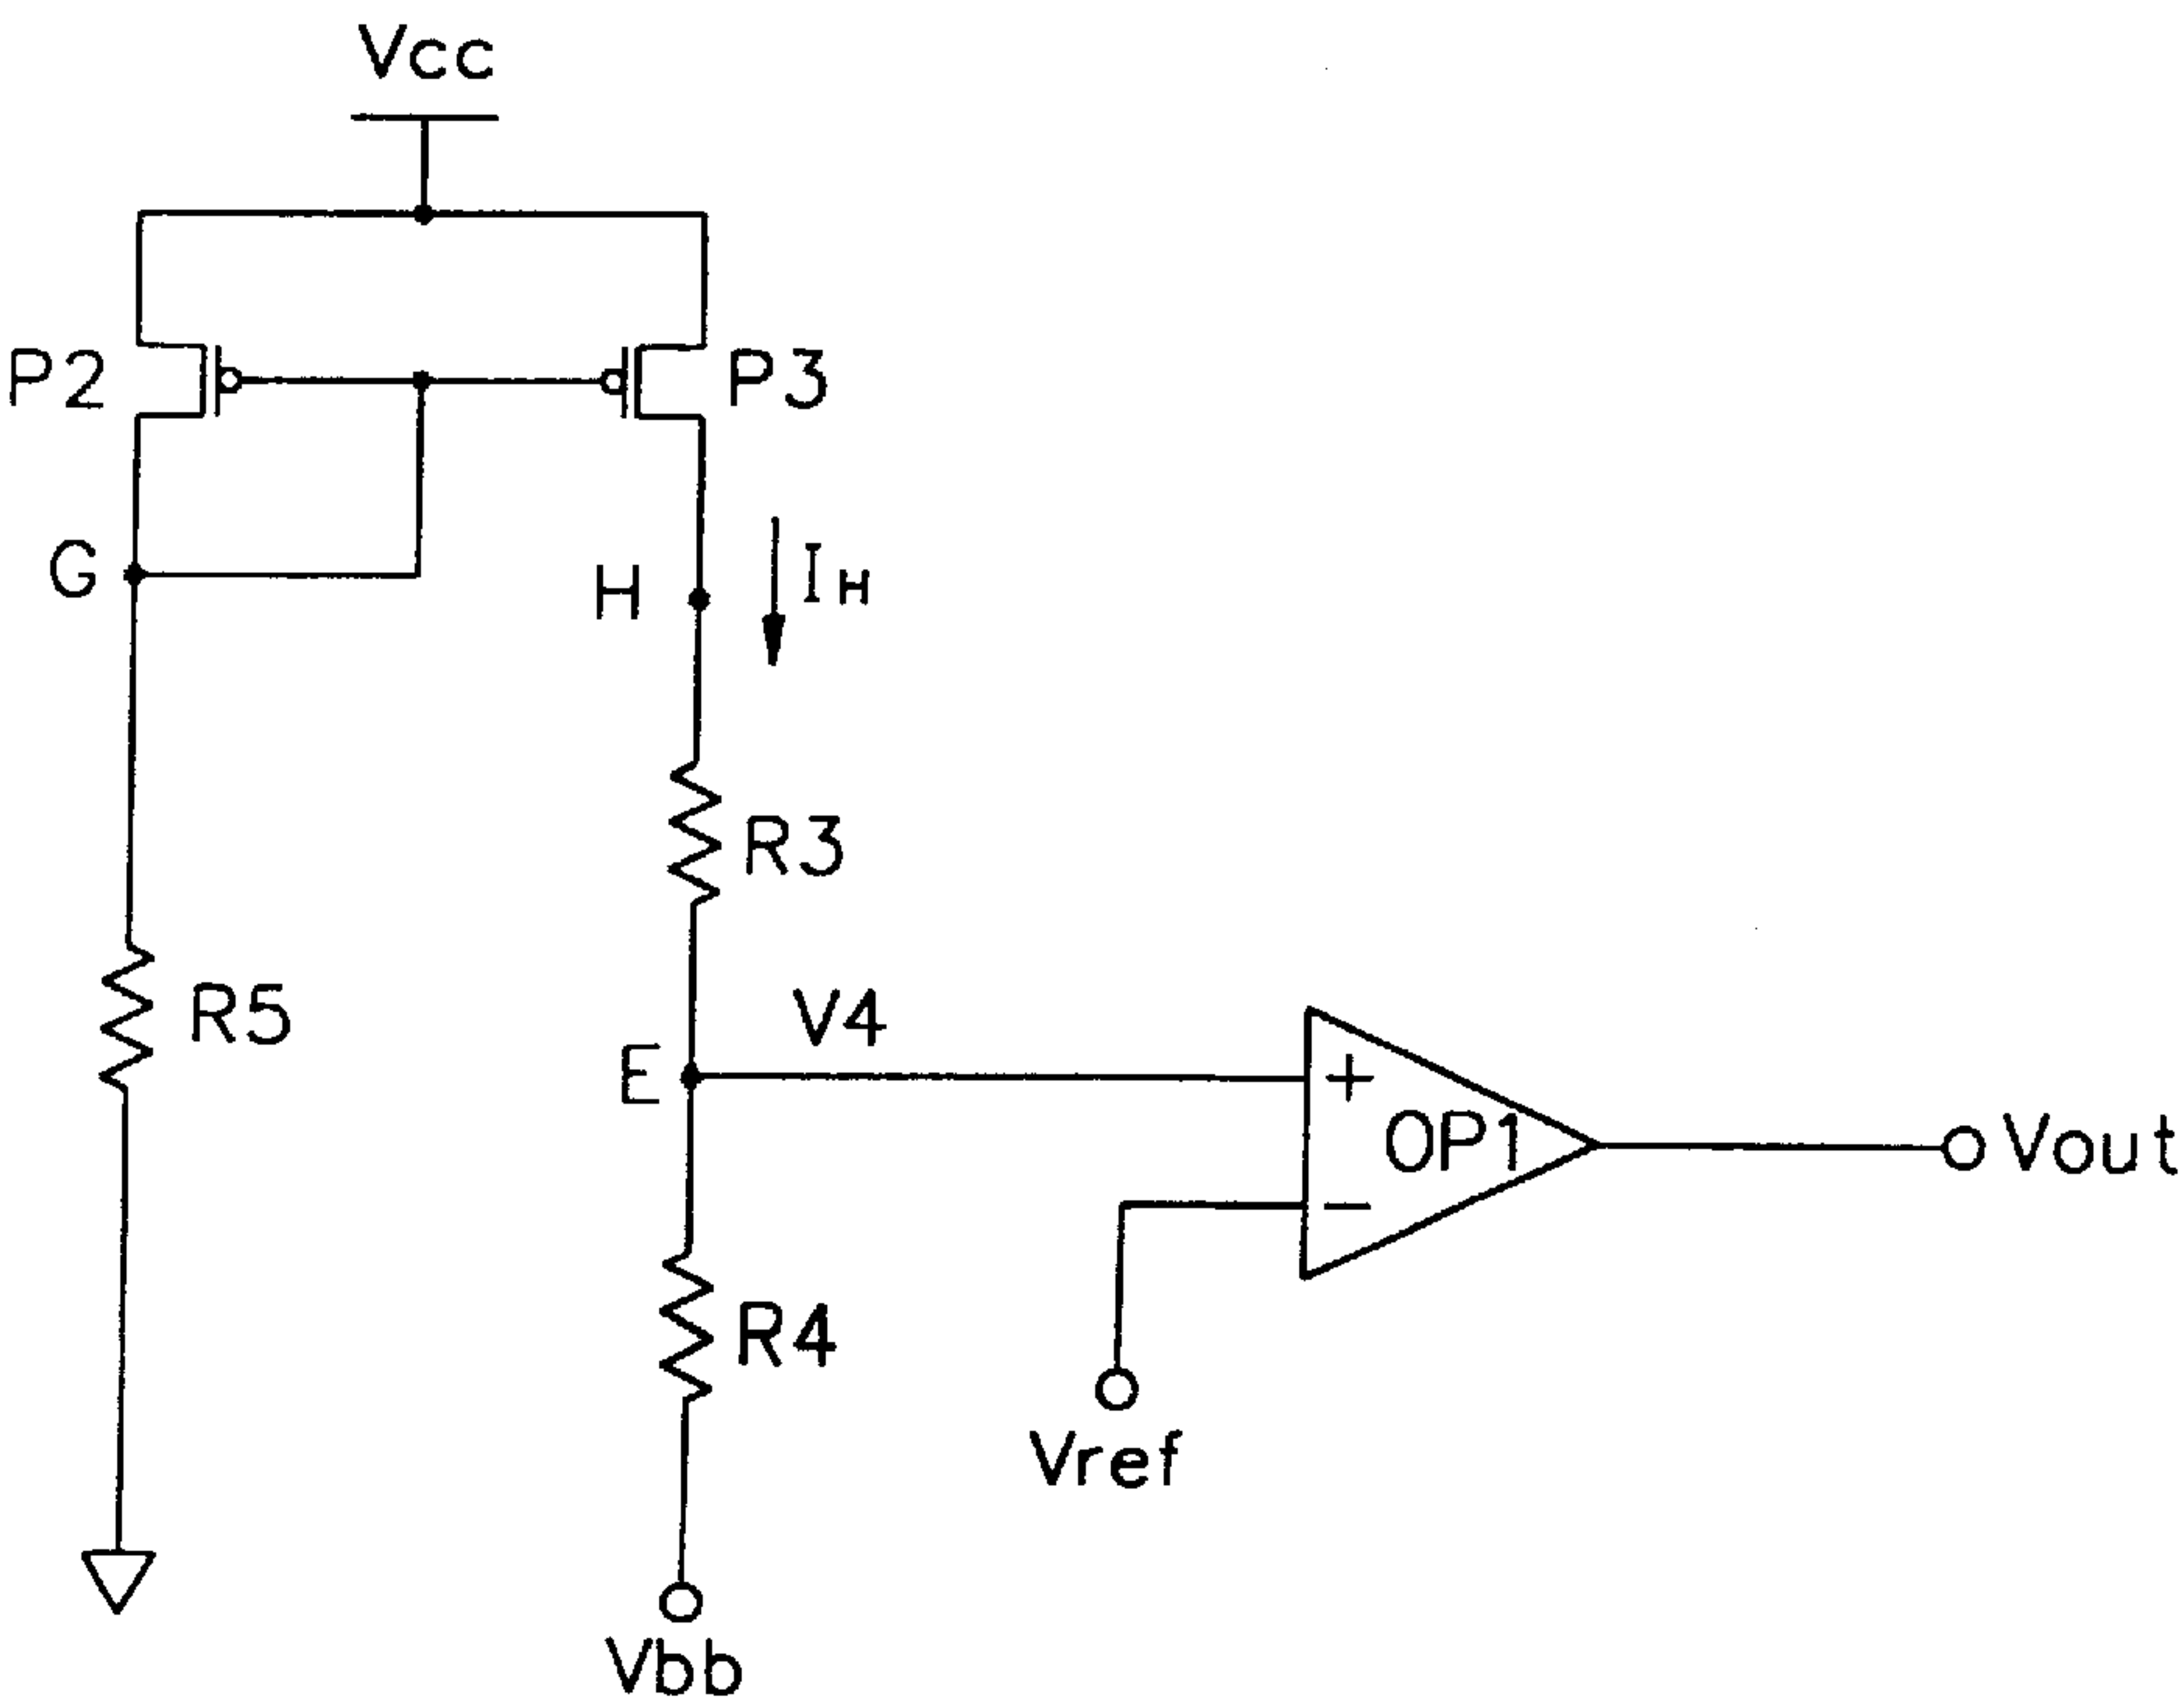 Vcc
P2
P3
G
H
IH
R3
R5
V4
E
+
OP1
Vout
−
R4
Vref
Vbb